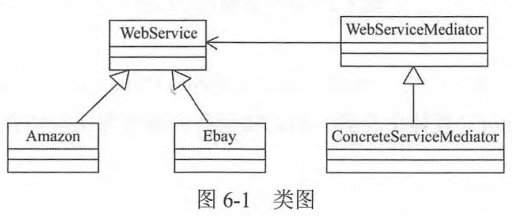 WebService
WebServiceMediator
Amazon
Ebay
ConcreteServiceMediator
图 6-1 类图